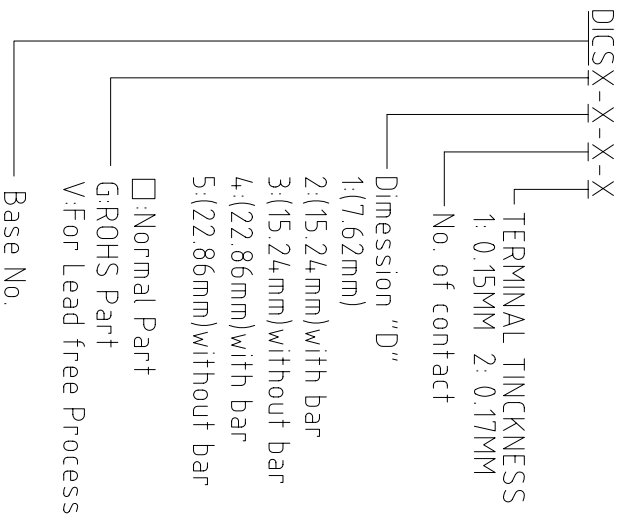 DICSX-X-X-X
TERMINAL TINCKNESS
1: 0.15MM 2: 0.17MM
No. of contact
Dimession "D"
1:(7.62mm)
2:(15.24mm)with bar
3:(15.24mm)without bar
4:(22.86mm)with bar
5:(22.86mm)without bar
□:Normal Part
G:ROHS Part
V:For Lead free Process
Base No.